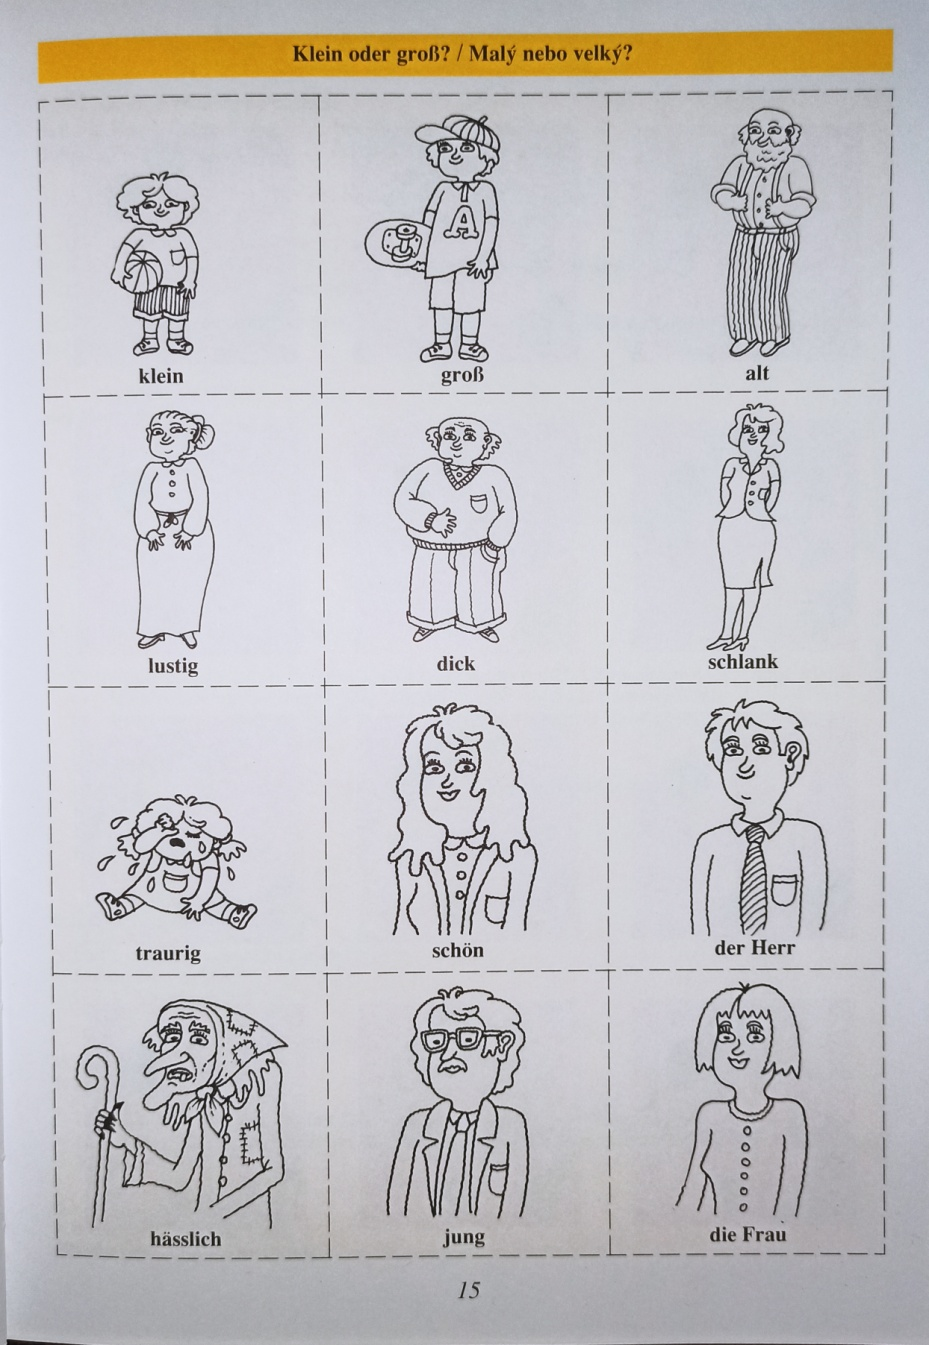 Klein oder groß? / Malý nebo velký?
klein
groß
alt
lustig
dick
schlank
traurig
schön
der Herr
hässlich
jung
die Frau
15
A